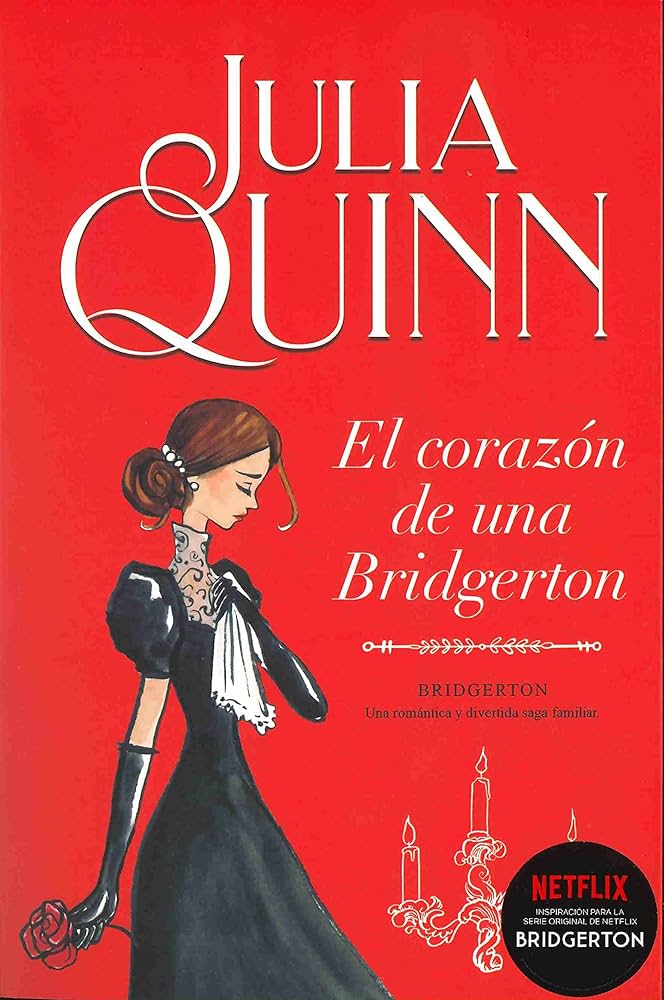 JULIA
QUINN
El corazón
de una
Bridgerton
BRIDGERTON
Una romántica y divertida saga familiar.
NETFLIX
INSPIRACIÓN PARA LA
SERIE ORIGINAL DE NETFLIX
BRIDGERTON